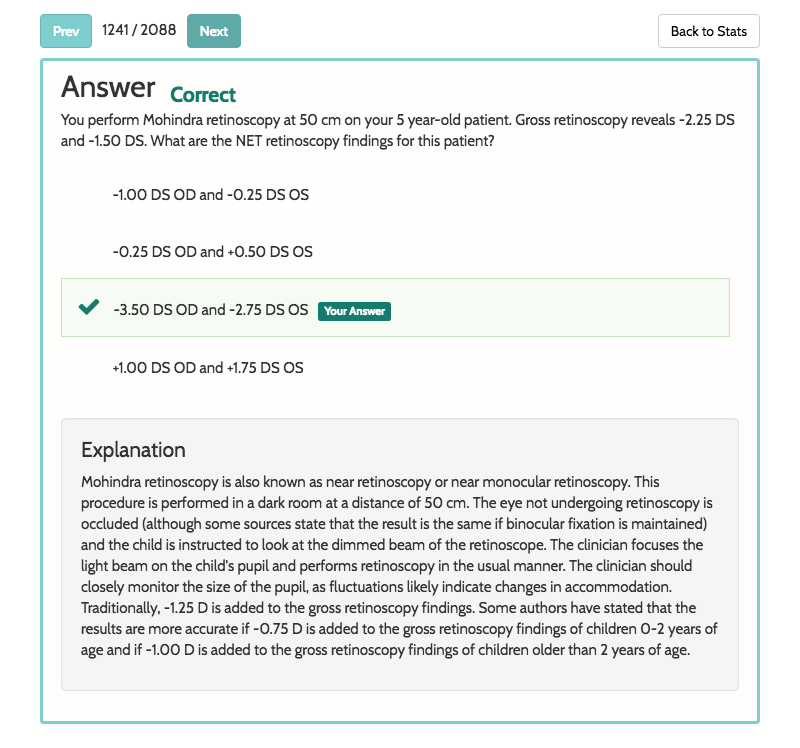 Prev 1241 / 2088 Next Back to Stats
Answer Correct
You perform Mohindra retinoscopy at 50 cm on your 5 year-old patient. Gross retinoscopy reveals -2.25 DS
and -1.50 DS. What are the NET retinoscopy findings for this patient?
-1.00 DS OD and -0.25 DS OS
-0.25 DS OD and +0.50 DS OS
-3.50 DS OD and -2.75 DS OS Your Answer
+1.00 DS OD and +1.75 DS OS
Explanation
Mohindra retinoscopy is also known as near retinoscopy or near monocular retinoscopy. This
procedure is performed in a dark room at a distance of 50 cm. The eye not undergoing retinoscopy is
occluded (although some sources state that the result is the same if binocular fixation is maintained)
and the child is instructed to look at the dimmed beam of the retinoscope. The clinician focuses the
light beam on the child's pupil and performs retinoscopy in the usual manner. The clinician should
closely monitor the size of the pupil, as fluctuations likely indicate changes in accommodation.
Traditionally, -1.25 D is added to the gross retinoscopy findings. Some authors have stated that the
results are more accurate if -0.75 D is added to the gross retinoscopy findings of children 0-2 years of
age and if -1.00 D is added to the gross retinoscopy findings of children older than 2 years of age.